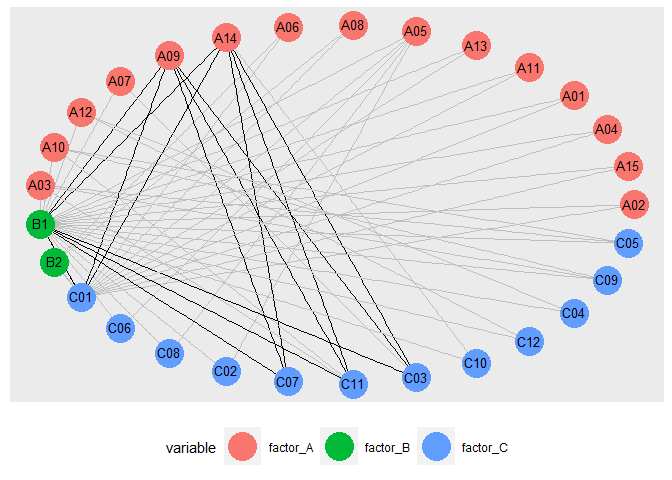 A06
A08
A05
A14
A13
A09
A11
A07
A01
A12
A04
A10
A15
A03
A02
B1
C05
B2
C09
C01
C04
C06
C12
C08
C10
C02
C03
C07
C11
variable factor_A factor_B factor_C